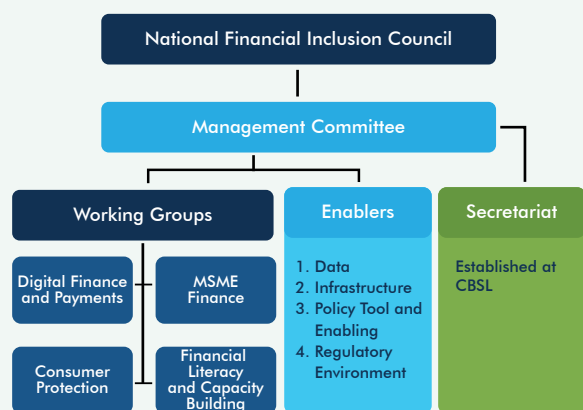 National Financial Inclusion Council
Management Committee
Working Groups
Digital Finance
and Payments
MSME
Finance
Consumer
Protection
Financial
Literacy
and Capacity
Building
Enablers
1. Data
2. Infrastructure
3. Policy Tool and
Enabling
4. Regulatory
Environment
Secretariat
Established at
CBSL